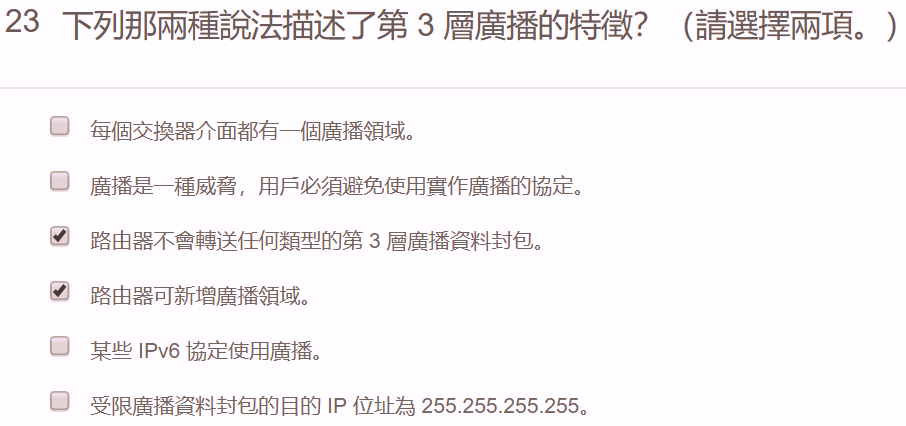 23 下列那兩種說法描述了第 3 層廣播的特徵？（請選擇兩項。）
每個交換器介面都有一個廣播領域。
廣播是一種威脅，用戶必須避免使用實作廣播的協定。
路由器不會轉送任何類型的第 3 層廣播資料封包。
路由器可新增廣播領域。
某些 IPv6 協定使用廣播。
受限廣播資料封包的目的 IP 位址為 255.255.255.255。